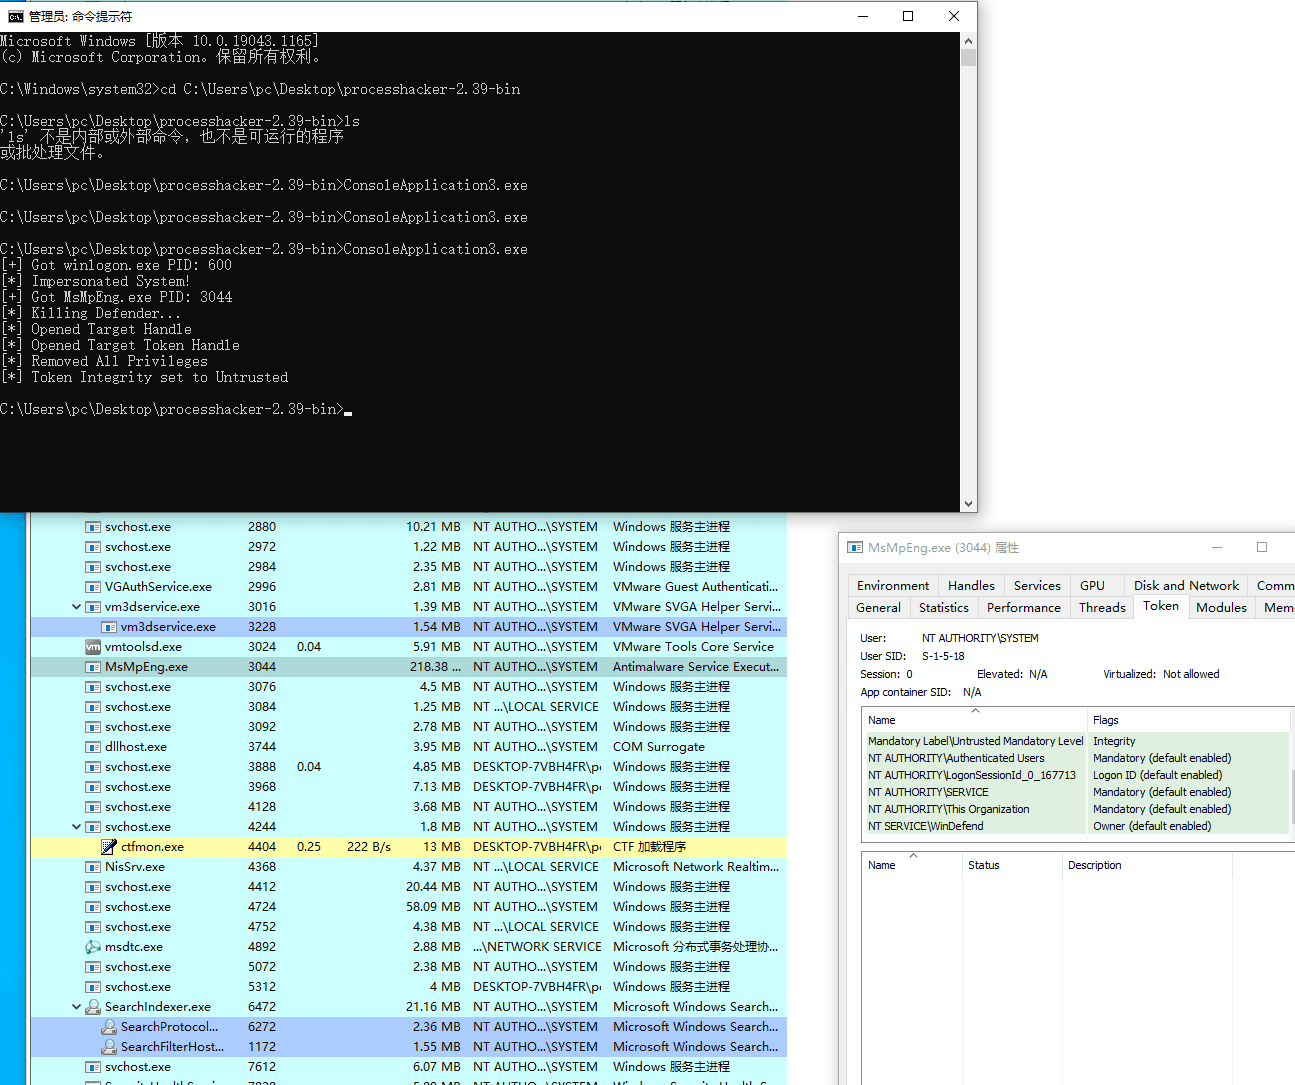 管理员: 命令提示符
Microsoft Windows [版本 10.0.19043.1165]
(c) Microsoft Corporation。保留所有权利。
C:\Windows\system32>cd C:\Users\pc\Desktop\processhacker-2.39-bin
C:\Users\pc\Desktop\processhacker-2.39-bin>ls
'ls' 不是内部或外部命令，也不是可运行的程序
或批处理文件。
C:\Users\pc\Desktop\processhacker-2.39-bin>ConsoleApplication3.exe
C:\Users\pc\Desktop\processhacker-2.39-bin>ConsoleApplication3.exe
C:\Users\pc\Desktop\processhacker-2.39-bin>ConsoleApplication3.exe
[+] Got winlogon.exe PID: 600
[*] Impersonated System!
[+] Got MsMpEng.exe PID: 3044
[*] Killing Defender...
[*] Opened Target Handle
[*] Opened Target Token Handle
[*] Removed All Privileges
[*] Token Integrity set to Untrusted
C:\Users\pc\Desktop\processhacker-2.39-bin>
svchost.exe 2880 10.21 MB NT AUTHO...\SYSTEM Windows 服务主进程
svchost.exe 2972 1.22 MB NT AUTHO...\SYSTEM Windows 服务主进程
svchost.exe 2984 2.35 MB NT AUTHO...\SYSTEM Windows 服务主进程
VGAuthService.exe 2996 2.81 MB NT AUTHO...\SYSTEM VMware Guest Authenticati...
vm3dservice.exe 3016 1.39 MB NT AUTHO...\SYSTEM VMware SVGA Helper Servi...
vm3dservice.exe 3228 1.54 MB NT AUTHO...\SYSTEM VMware SVGA Helper Servi...
vm vmtoolsd.exe 3024 0.04 5.91 MB NT AUTHO...\SYSTEM VMware Tools Core Service
MsMpEng.exe 3044 218.38 ... NT AUTHO...\SYSTEM Antimalware Service Execut...
svchost.exe 3076 4.5 MB NT AUTHO...\SYSTEM Windows 服务主进程
svchost.exe 3084 1.25 MB NT ...\LOCAL SERVICE Windows 服务主进程
svchost.exe 3092 2.78 MB NT AUTHO...\SYSTEM Windows 服务主进程
dllhost.exe 3744 3.95 MB NT AUTHO...\SYSTEM COM Surrogate
svchost.exe 3888 0.04 4.85 MB DESKTOP-7VBH4FR\pc Windows 服务主进程
svchost.exe 3968 7.13 MB DESKTOP-7VBH4FR\pc Windows 服务主进程
svchost.exe 4128 3.68 MB NT AUTHO...\SYSTEM Windows 服务主进程
svchost.exe 4244 1.8 MB NT AUTHO...\SYSTEM Windows 服务主进程
ctfmon.exe 4404 0.25 222 B/s 13 MB DESKTOP-7VBH4FR\pc CTF 加载程序
NisSrv.exe 4368 4.37 MB NT ...\LOCAL SERVICE Microsoft Network Realtim...
svchost.exe 4412 20.44 MB NT AUTHO...\SYSTEM Windows 服务主进程
svchost.exe 4724 58.09 MB NT AUTHO...\SYSTEM Windows 服务主进程
svchost.exe 4752 4.38 MB NT ...\LOCAL SERVICE Windows 服务主进程
msdtc.exe 4892 2.88 MB ...\NETWORK SERVICE Microsoft 分布式事务处理协...
svchost.exe 5072 2.38 MB NT AUTHO...\SYSTEM Windows 服务主进程
svchost.exe 5312 4 MB DESKTOP-7VBH4FR\pc Windows 服务主进程
SearchIndexer.exe 6472 21.16 MB NT AUTHO...\SYSTEM Microsoft Windows Search...
SearchProtocol... 6272 2.36 MB NT AUTHO...\SYSTEM Microsoft Windows Search...
SearchFilterHost... 1172 1.55 MB NT AUTHO...\SYSTEM Microsoft Windows Search...
svchost.exe 7612 6.07 MB NT AUTHO...\SYSTEM Windows 服务主进程
MsMpEng.exe (3044) 属性
Environment Handles Services GPU Disk and Network Comm
General Statistics Performance Threads Token Modules Mem
User: NT AUTHORITY\SYSTEM
User SID: S-1-5-18
Session: 0 Elevated: N/A Virtualized: Not allowed
App container SID: N/A
Name Flags
Mandatory Label\Untrusted Mandatory Level Integrity
NT AUTHORITY\Authenticated Users Mandatory (default enabled)
NT AUTHORITY\LogonSessionId_0_167713 Logon ID (default enabled)
NT AUTHORITY\SERVICE Mandatory (default enabled)
NT AUTHORITY\This Organization Mandatory (default enabled)
NT SERVICE\WinDefend Owner (default enabled)
Name Status Description